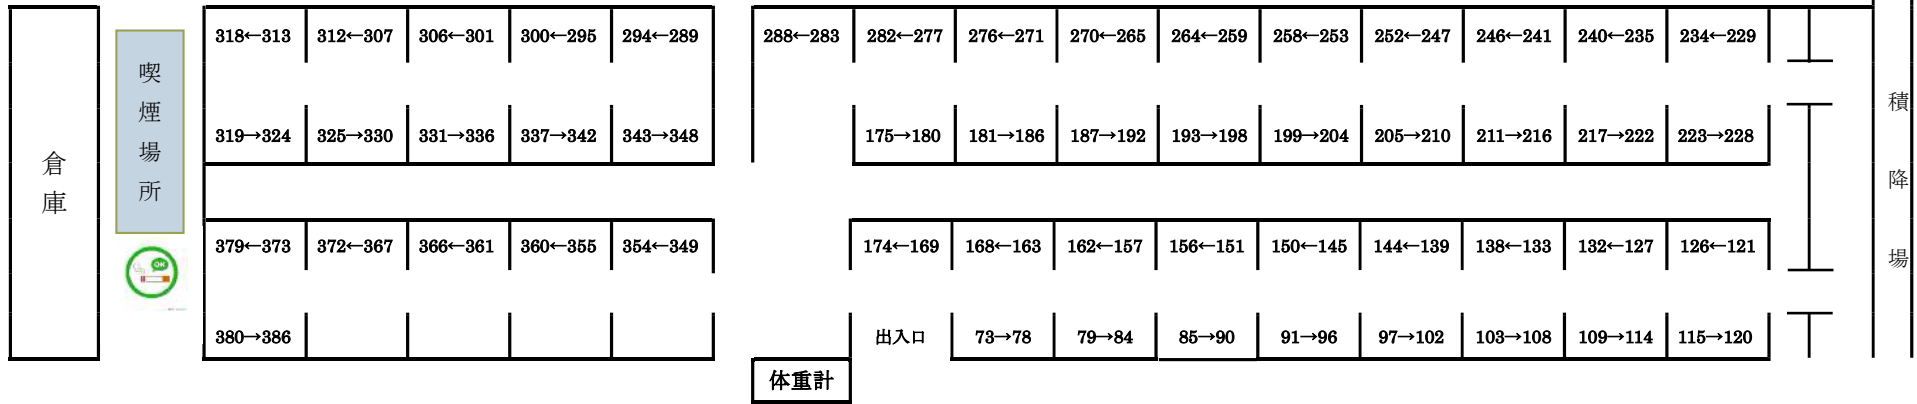 318←313 312←307 306←301 300←295 294←289 288←283 282←277 276←271 270←265 264←259 258←253 252←247 246←241 240←235 234←229
319→324 325→330 331→336 337→342 343→348 175→180 181→186 187→192 193→198 199→204 205→210 211→216 217→222 223→228
倉庫
喫煙場所
OK
積降場
379←373 372←367 366←361 360←355 354←349 174←169 168←163 162←157 156←151 150←145 144←139 138←133 132←127 126←121
380→386 出入口 73→78 79→84 85→90 91→96 97→102 103→108 109→114 115→120
体重計